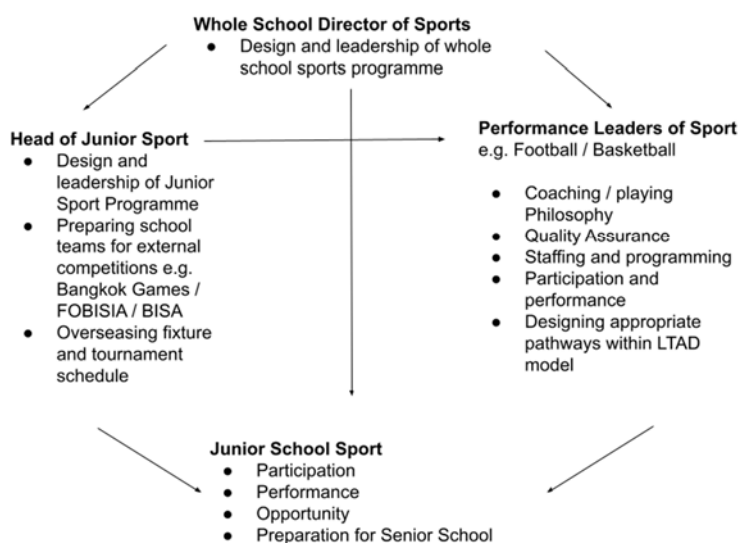 Whole School Director of Sports
● Design and leadership of whole
school sports programme
Head of Junior Sport
● Design and
leadership of Junior
Sport Programme
● Preparing school
teams for external
competitions e.g.
Bangkok Games /
FOBISIA / BISA
● Overseasing fixture
and tournament
schedule
Performance Leaders of Sport
e.g. Football / Basketball
● Coaching / playing
Philosophy
● Quality Assurance
● Staffing and programming
● Participation and
performance
● Designing appropriate
pathways within LTAD
model
Junior School Sport
● Participation
● Performance
● Opportunity
● Preparation for Senior School